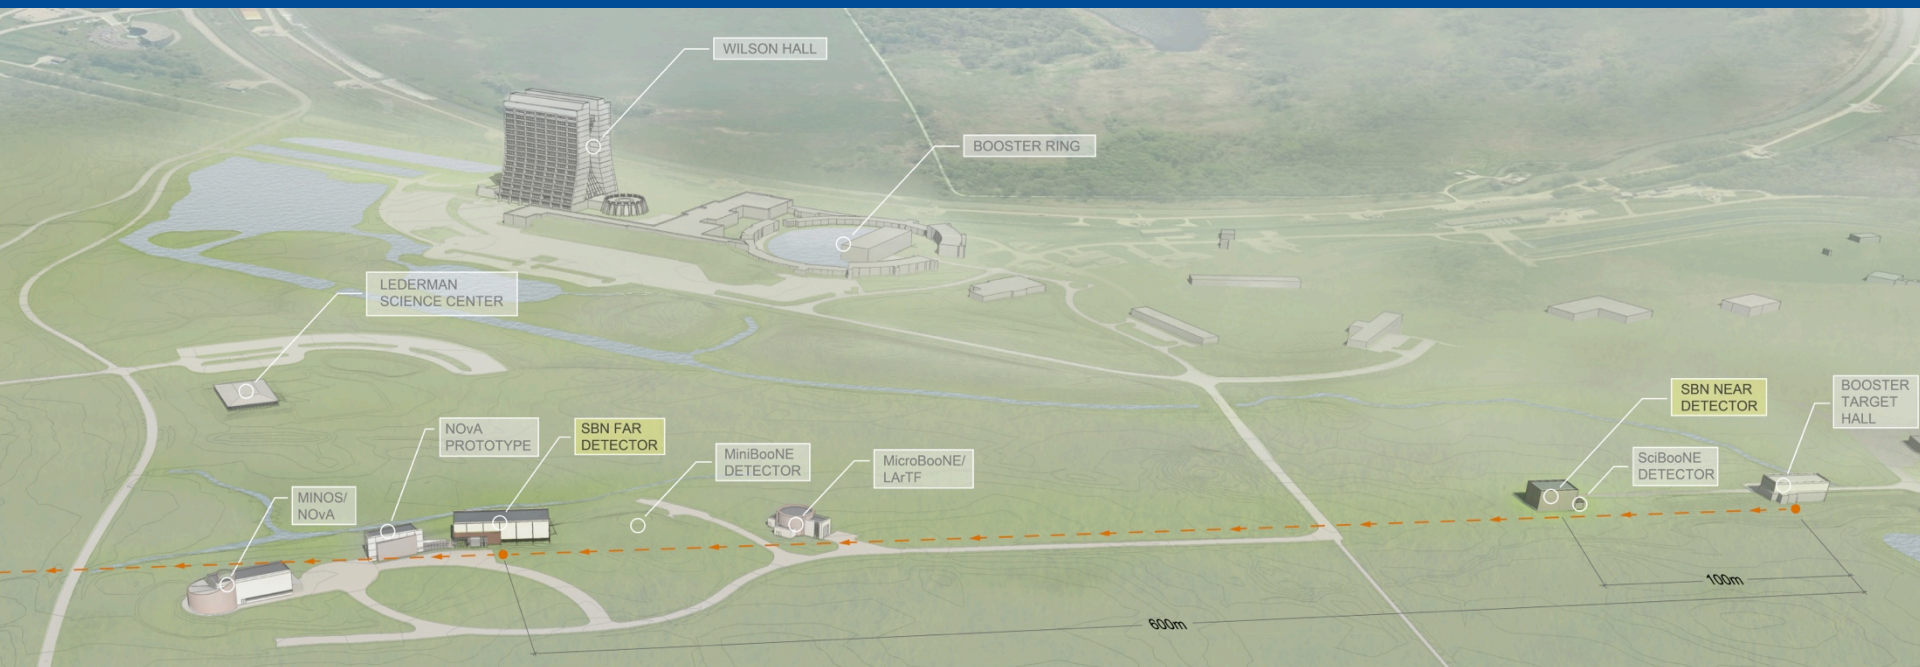 WILSON HALL
BOOSTER RING
LEDERMAN
SCIENCE CENTER
SBN NEAR
DETECTOR
BOOSTER
TARGET
HALL
NOvA
PROTOTYPE
SBN FAR
DETECTOR
MiniBooNE
DETECTOR
MicroBooNE/
LArTF
SciBooNE
DETECTOR
MINOS/
NOvA
100m
600m